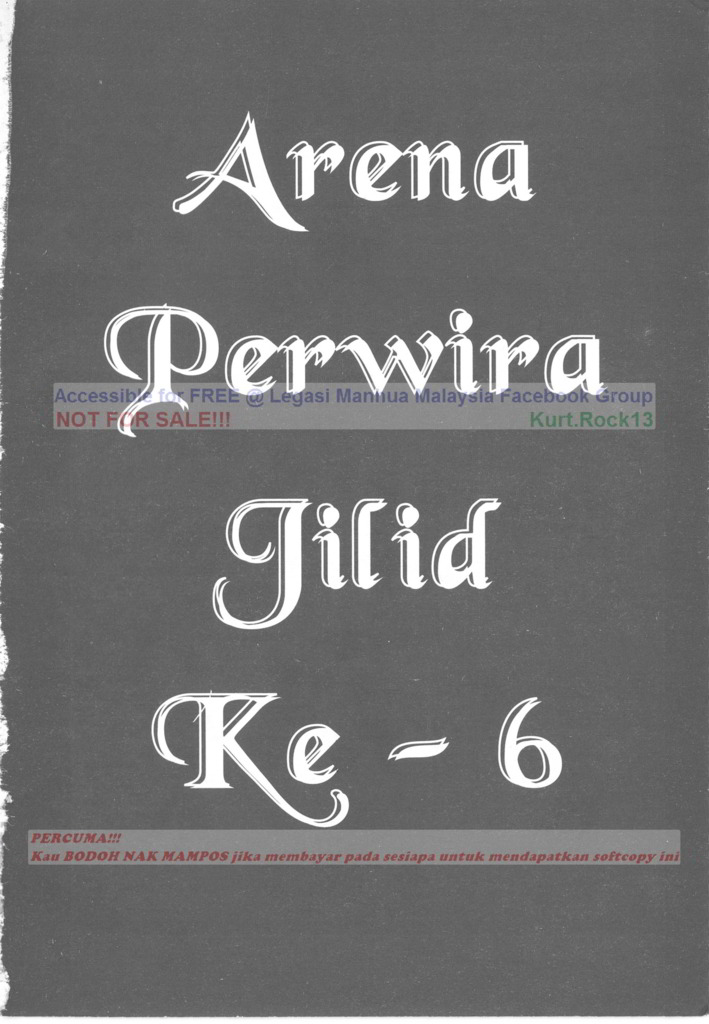 Arena
Perwira
Accessible for FREE @ Legasi Manhua Malaysia Facebook Group
NOT FOR SALE!!! Kurt.Rock13
Jilid
Ke - 6
PERCUMA!!!
Kau BODOH NAK MAMPOS jika membayar pada sesiapa untuk mendapatkan softcopy ini